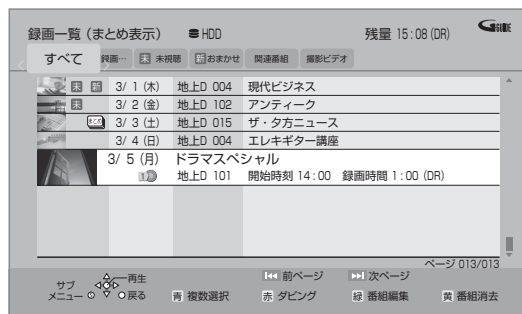 録画一覧(まとめ表示) HDD 残量 15:08(DR) GGUIDE
すべて 録画… 未 未視聴 新 おまかせ 関連番組 撮影ビデオ
未 新 3/ 1(木) 地上D 004 現代ビジネス
未 3/ 2(金) 地上D 102 アンティーク
まとめ 3/ 3(土) 地上D 015 ザ・夕方ニュース
3/ 4(日) 地上D 004 エレキギター講座
3/ 5(月) ドラマスペシャル
1 地上D 101 開始時刻 14:00 録画時間 1:00(DR)
ページ 013/013
サブメニュー 再生 戻る 前ページ 次ページ
青 複数選択 赤 ダビング 緑 番組編集 黄 番組消去